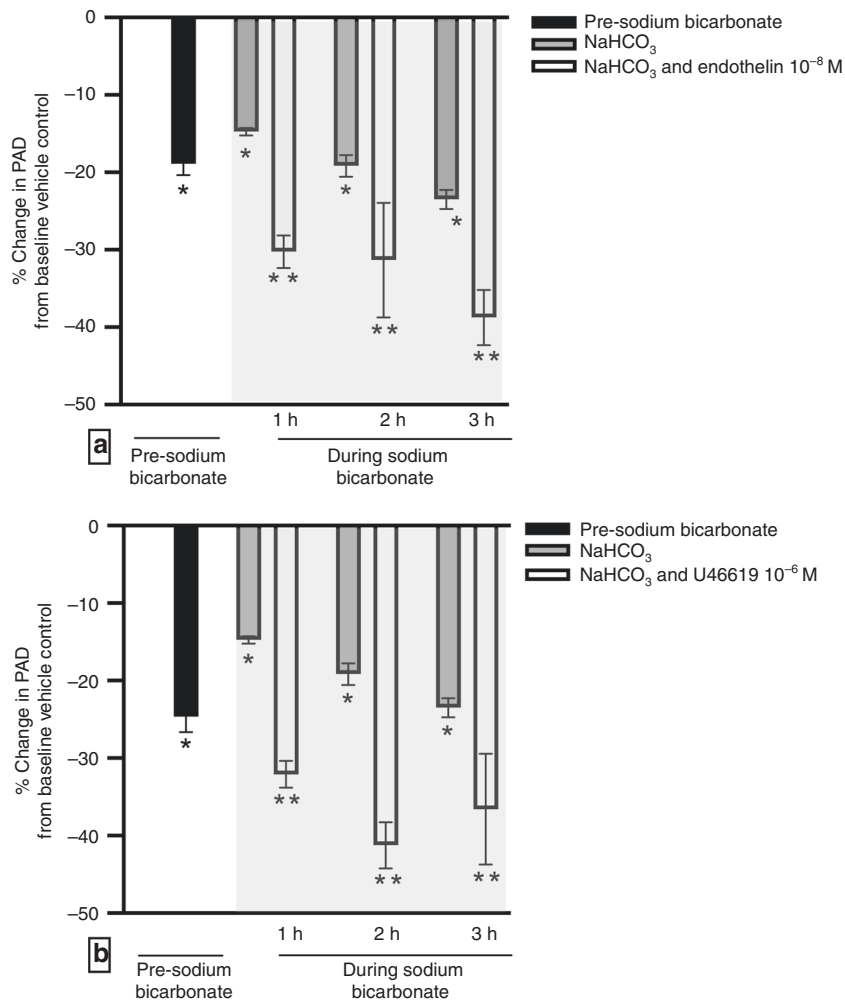 0
−10
−20
−30
−40
−50
% Change in PAD
from baseline vehicle control
*
*
**
*
**
*
**
Pre-sodium bicarbonate
NaHCO₃
NaHCO₃ and endothelin 10⁻⁸ M
1 h
2 h
3 h
a
Pre-sodium
bicarbonate
During sodium
bicarbonate
0
−10
−20
−30
−40
−50
% Change in PAD
from baseline vehicle control
*
*
**
*
**
*
**
Pre-sodium bicarbonate
NaHCO₃
NaHCO₃ and U46619 10⁻⁶ M
1 h
2 h
3 h
b
Pre-sodium
bicarbonate
During sodium
bicarbonate